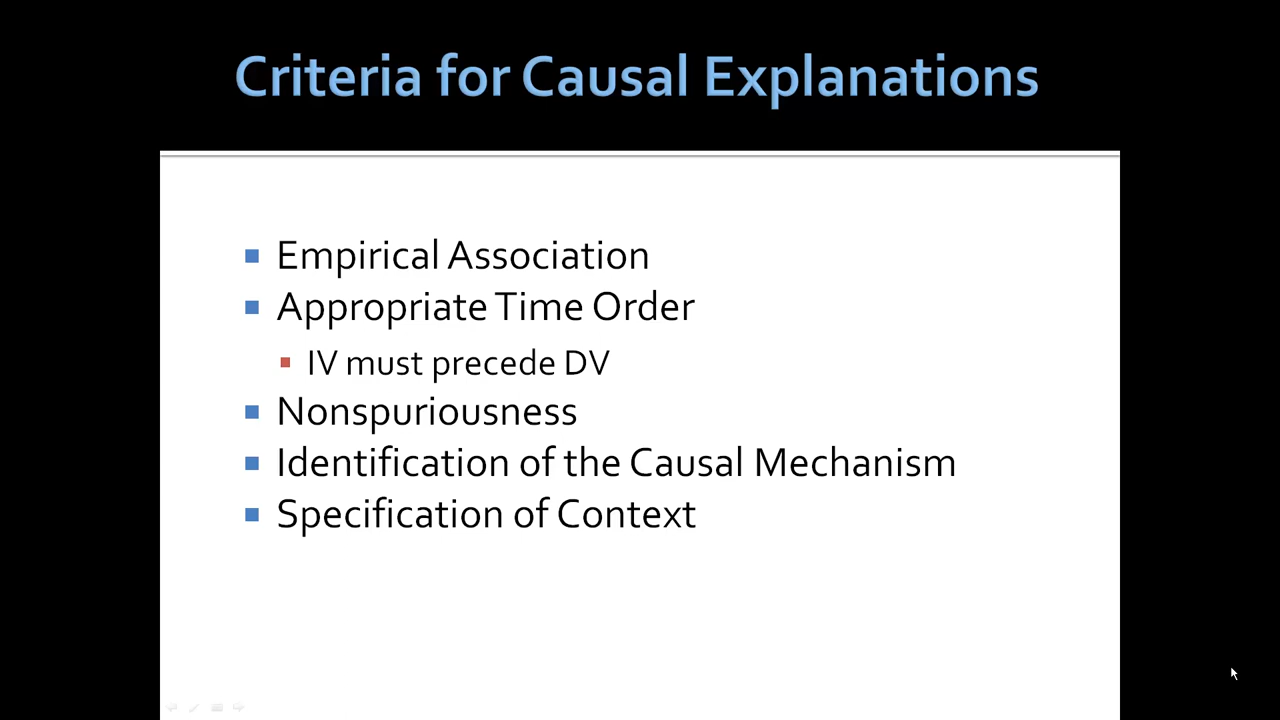 Criteria for Causal Explanations
Empirical Association
Appropriate Time Order
IV must precede DV
Nonspuriousness
Identification of the Causal Mechanism
Specification of Context